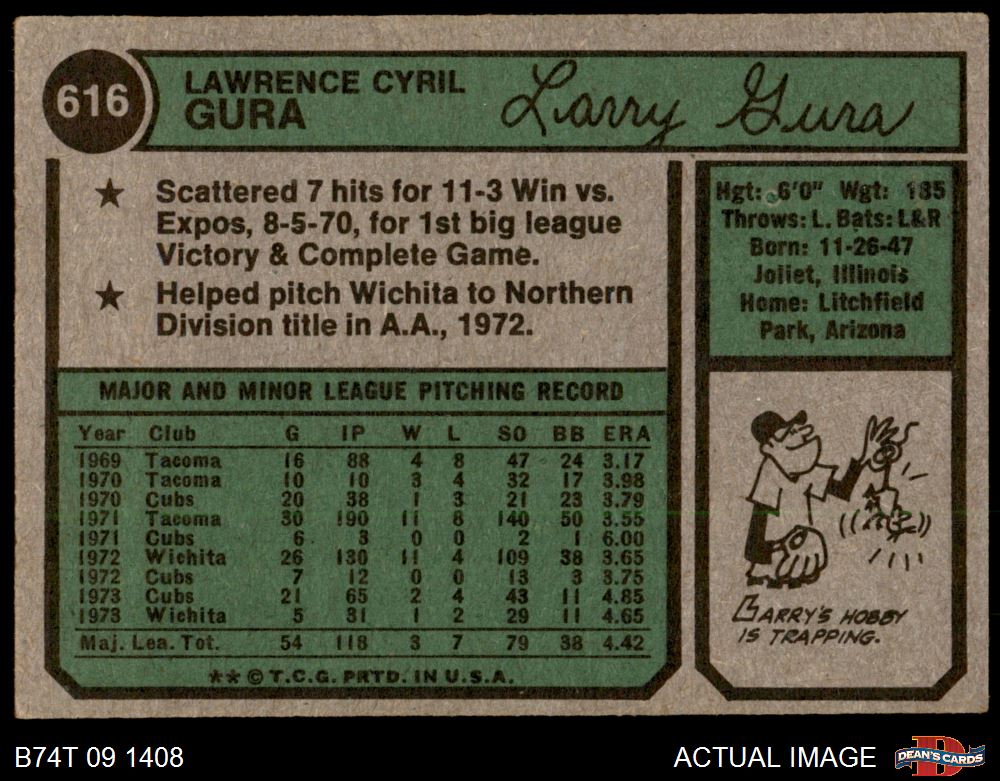 616
LAWRENCE CYRIL
GURA
Larry Gura
★ Scattered 7 hits for 11-3 Win vs.
Expos, 8-5-70, for 1st big league
Victory & Complete Game.
★ Helped pitch Wichita to Northern
Division title in A.A., 1972.
Hgt: 6'0" Wgt: 185
Throws: L. Bats: L&R
Born: 11-26-47
Joliet, Illinois
Home: Litchfield
Park, Arizona
MAJOR AND MINOR LEAGUE PITCHING RECORD
Year Club G IP W L SO BB ERA
1969 Tacoma 16 88 4 8 47 24 3.17
1970 Tacoma 10 10 3 4 32 17 3.98
1970 Cubs 20 38 1 3 21 23 3.79
1971 Tacoma 30 190 11 8 140 50 3.55
1971 Cubs 6 3 0 0 2 1 6.00
1972 Wichita 26 130 11 4 109 38 3.65
1972 Cubs 7 12 0 0 13 3 3.75
1973 Cubs 21 65 2 4 43 11 4.85
1973 Wichita 5 31 1 2 29 11 4.65
Maj. Lea. Tot. 54 118 3 7 79 38 4.42
** © T.C.G. PRTD. IN U.S.A.
BARRY'S HOBBY
IS TRAPPING.
B74T 09 1408
ACTUAL IMAGE
D
DEAN'S CARDS